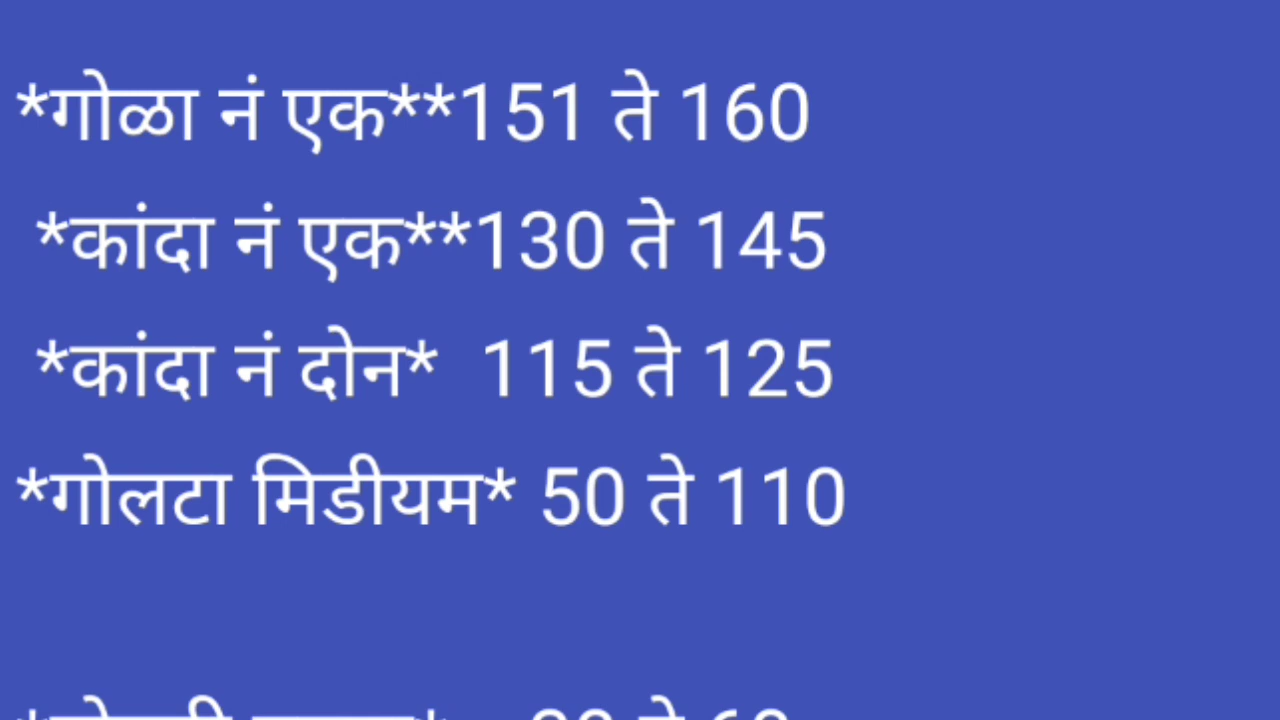 *गोळा नं एक**151 ते 160
*कांदा नं एक**130 ते 145
*कांदा नं दोन*  115 ते 125
*गोलटा मिडीयम* 50 ते 110